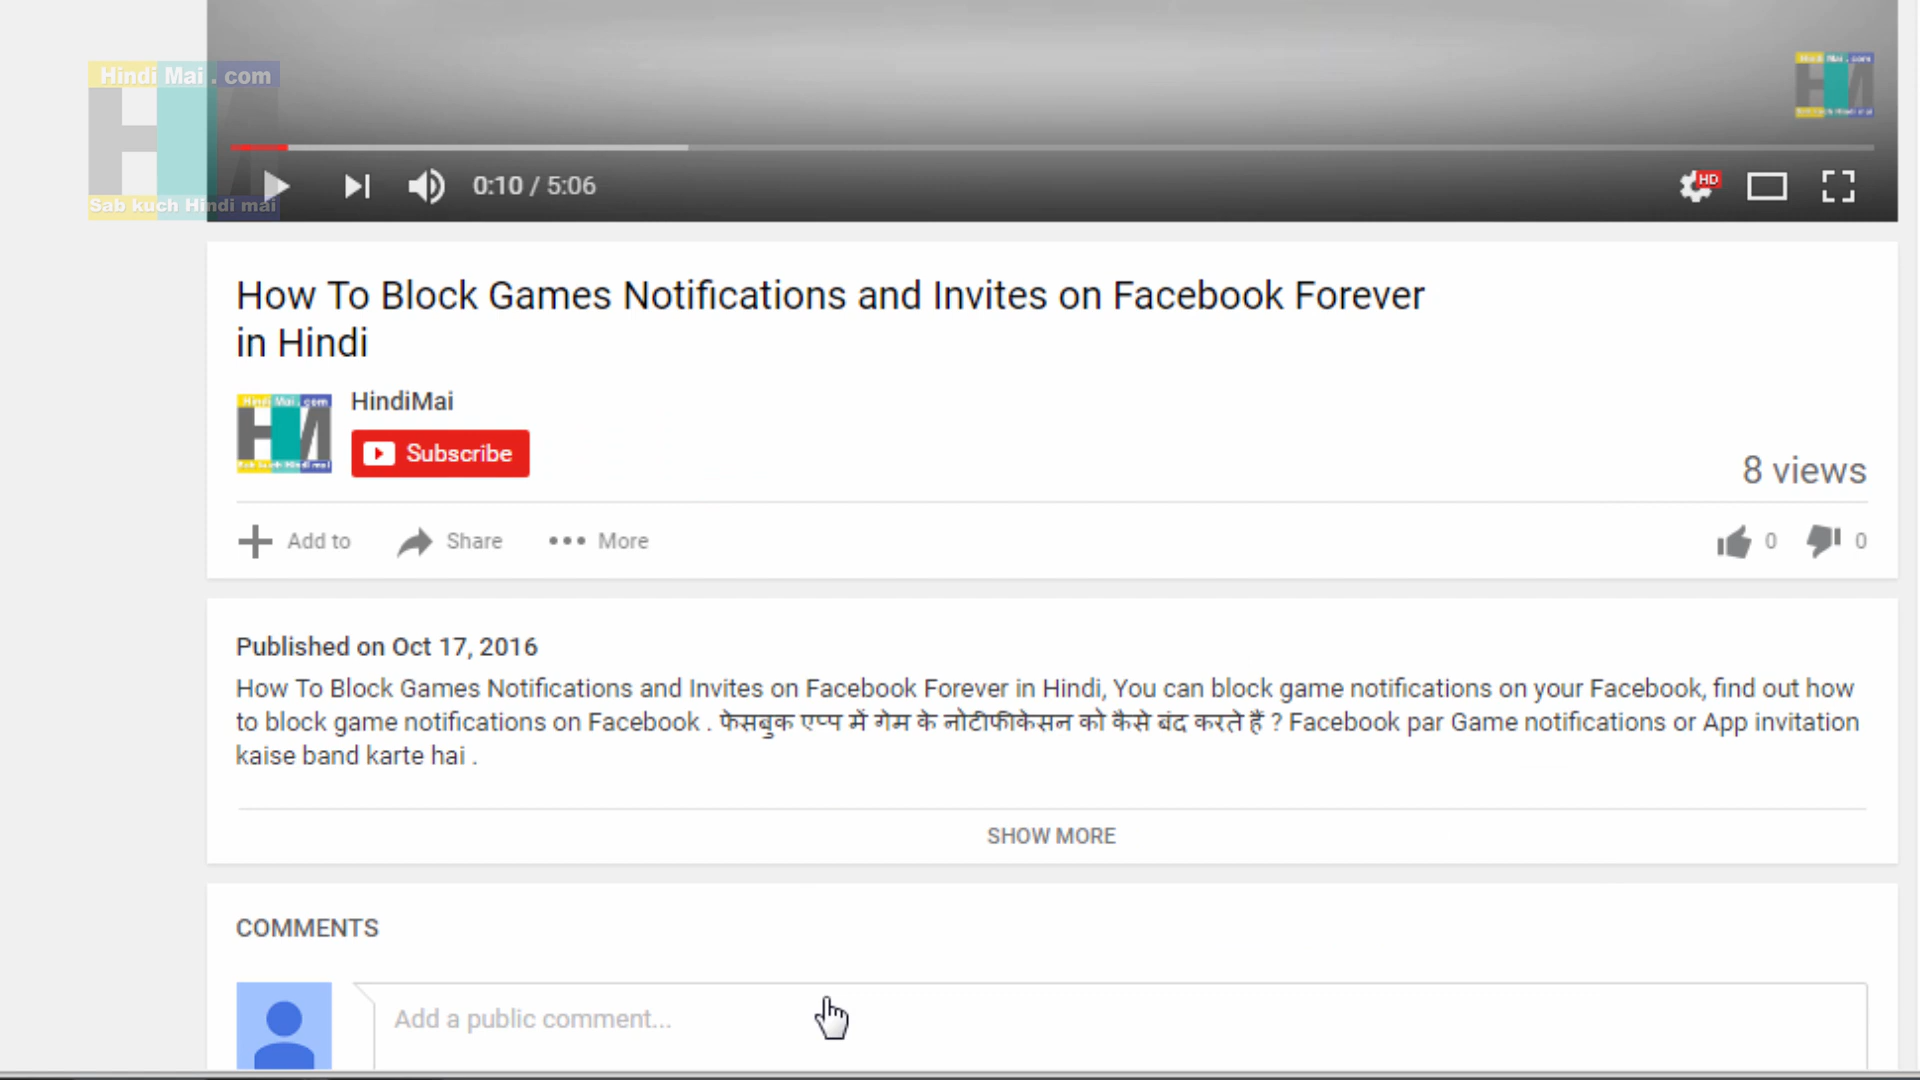 Hindi Mai . com
Sab kuch Hindi mai
0:10 / 5:06
HD
How To Block Games Notifications and Invites on Facebook Forever
in Hindi
Hindi Mai . com
HindiMai
Subscribe
8 views
Add to
Share
More
0
0
Published on Oct 17, 2016
How To Block Games Notifications and Invites on Facebook Forever in Hindi, You can block game notifications on your Facebook, find out how
to block game notifications on Facebook . फेसबुक एप्प में गेम के नोटीफीकेसन को कैसे बंद करते हैं ? Facebook par Game notifications or App invitation
kaise band karte hai .
SHOW MORE
COMMENTS
Add a public comment...